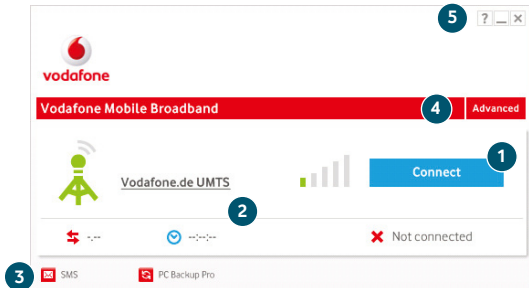 5
? _ ×
vodafone
Vodafone Mobile Broadband
4
Advanced
1
Connect
Vodafone.de UMTS
2
-.-- 
--:--:--
Not connected
3
SMS
PC Backup Pro